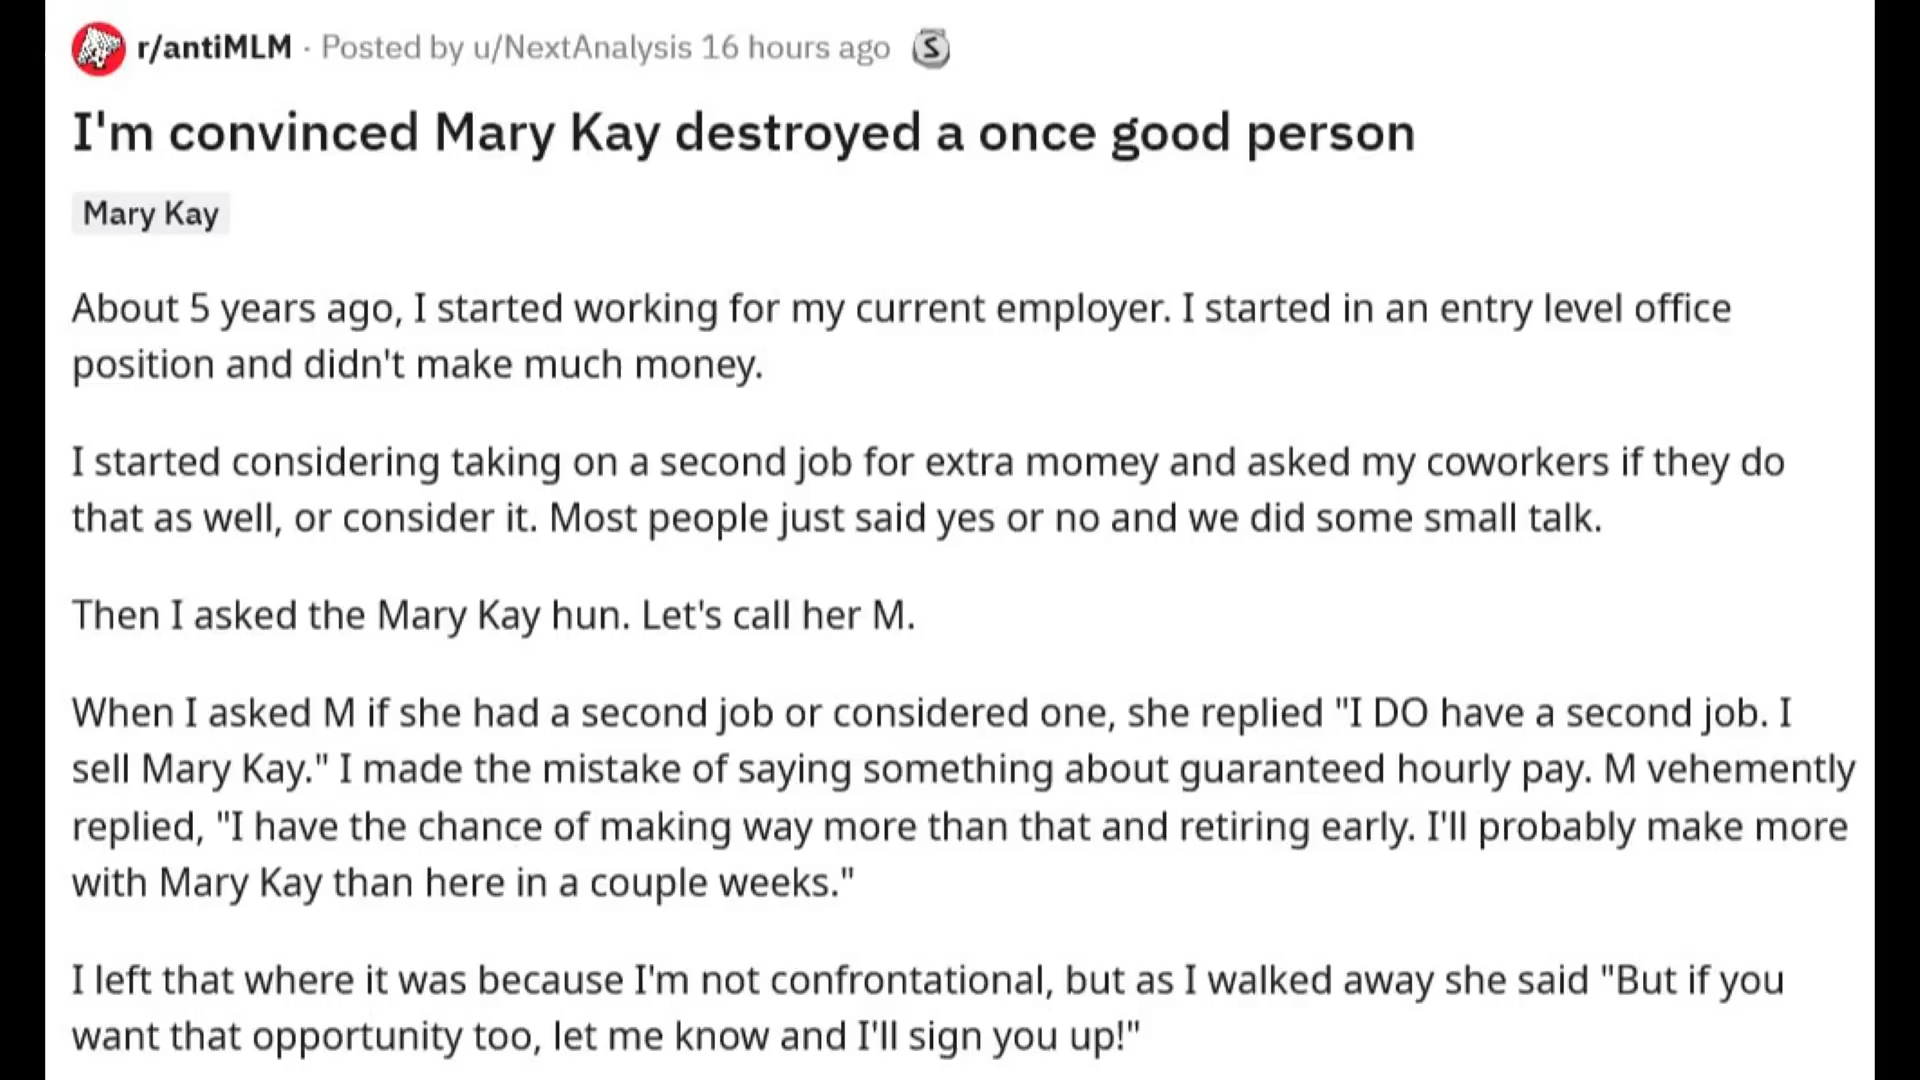 r/antiMLM · Posted by u/NextAnalysis 16 hours ago S
I'm convinced Mary Kay destroyed a once good person
Mary Kay
About 5 years ago, I started working for my current employer. I started in an entry level office
position and didn't make much money.
I started considering taking on a second job for extra momey and asked my coworkers if they do
that as well, or consider it. Most people just said yes or no and we did some small talk.
Then I asked the Mary Kay hun. Let's call her M.
When I asked M if she had a second job or considered one, she replied "I DO have a second job. I
sell Mary Kay." I made the mistake of saying something about guaranteed hourly pay. M vehemently
replied, "I have the chance of making way more than that and retiring early. I'll probably make more
with Mary Kay than here in a couple weeks."
I left that where it was because I'm not confrontational, but as I walked away she said "But if you
want that opportunity too, let me know and I'll sign you up!"